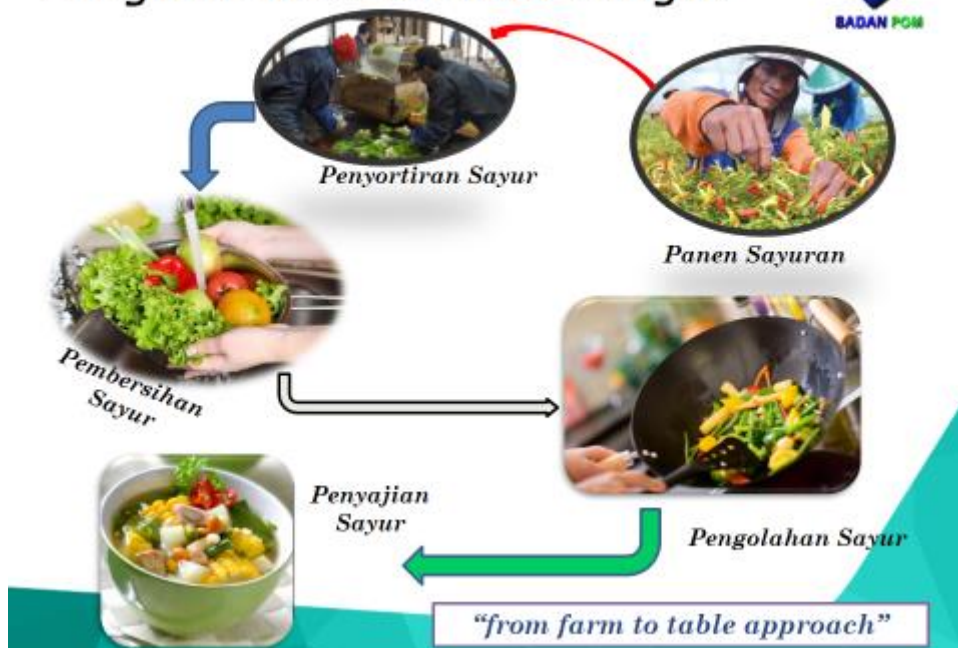 BADAN POM
Penyortiran Sayur
Panen Sayuran
Pembersihan
Sayur
Penyajian
Sayur
Pengolahan Sayur
“from farm to table approach”